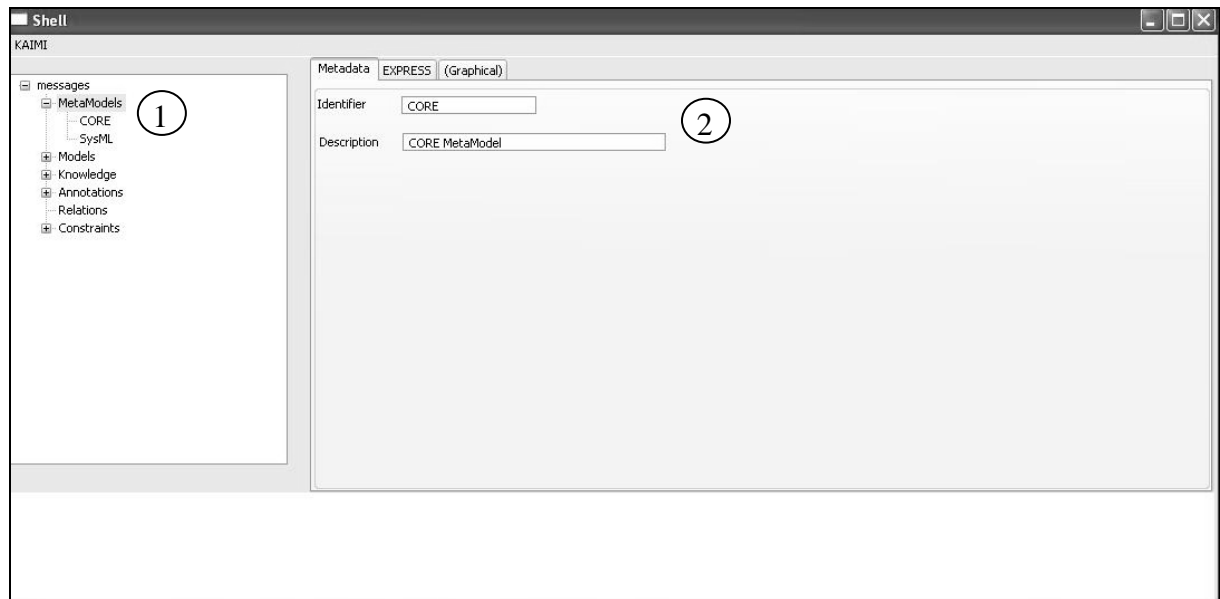 Shell
KAIMI
messages
MetaModels
CORE
SysML
Models
Knowledge
Annotations
Relations
Constraints
1
Metadata EXPRESS (Graphical)
Identifier CORE
Description CORE MetaModel
2